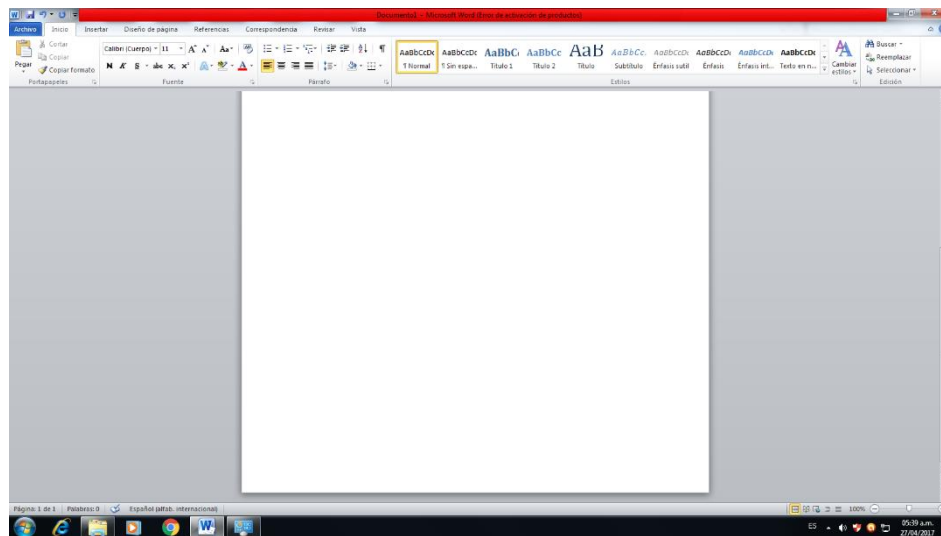 Documento1 - Microsoft Word (Error de activación de productos)
Archivo Inicio Insertar Diseño de página Referencias Correspondencia Revisar Vista
Pegar
Cortar
Copiar
Copiar formato
Portapapeles
Calibri (Cuerpo) 11
N K S abc x, x²
Fuente
Párrafo
AaBbCcDc AaBbCcDc AaBbC AaBbCc AaB AaBbCc. AaBbCcDc AaBbCcDc AaBbCcDc AaBbCcDc
¶ Normal ¶ Sin espa... Título 1 Título 2 Título Subtítulo Énfasis sutil Énfasis Énfasis int... Texto en n...
Cambiar estilos
Estilos
Buscar
Reemplazar
Seleccionar
Edición
Página: 1 de 1 Palabras: 0 Español (alfab. internacional) 100%
ES 05:39 a.m.
27/04/2017